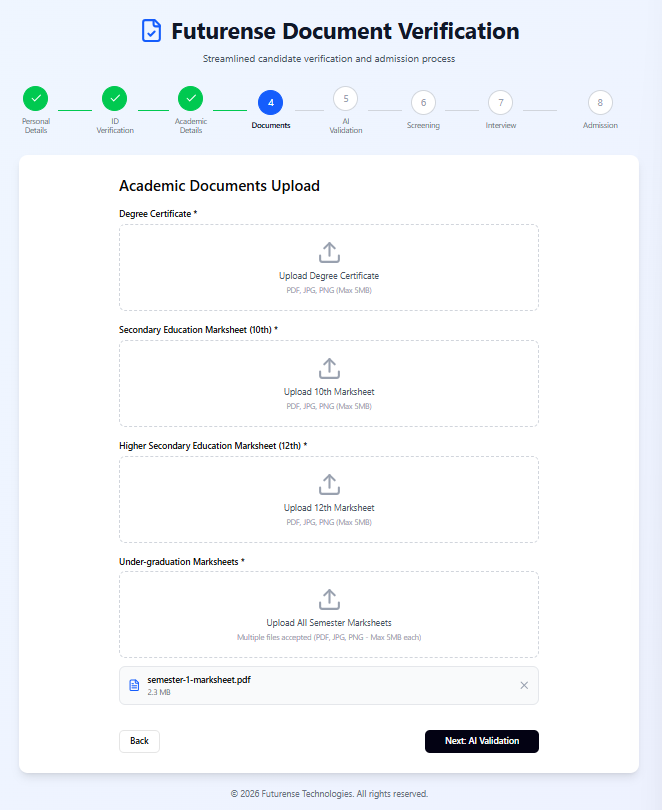 Futurense Document Verification
Streamlined candidate verification and admission process
4 5 6 7 8
Personal Details
ID Verification
Academic Details
Documents
AI Validation
Screening
Interview
Admission
Academic Documents Upload
Degree Certificate *
Upload Degree Certificate
PDF, JPG, PNG (Max 5MB)
Secondary Education Marksheet (10th) *
Upload 10th Marksheet
PDF, JPG, PNG (Max 5MB)
Higher Secondary Education Marksheet (12th) *
Upload 12th Marksheet
PDF, JPG, PNG (Max 5MB)
Under-graduation Marksheets *
Upload All Semester Marksheets
Multiple files accepted (PDF, JPG, PNG - Max 5MB each)
semester-1-marksheet.pdf
2.3 MB
Back
Next: AI Validation
© 2026 Futurense Technologies. All rights reserved.